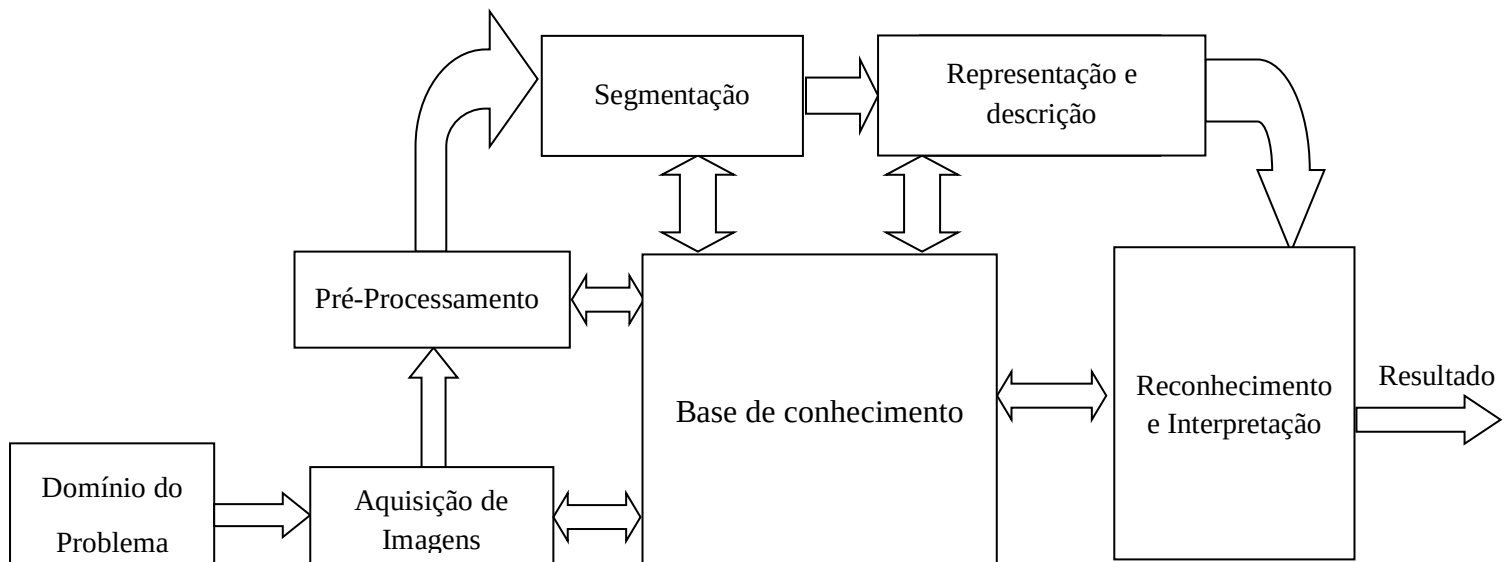 Segmentação
Representação e
descrição
Pré-Processamento
Base de conhecimento
Reconhecimento
e Interpretação
Resultado
Domínio do
Problema
Aquisição de
Imagens